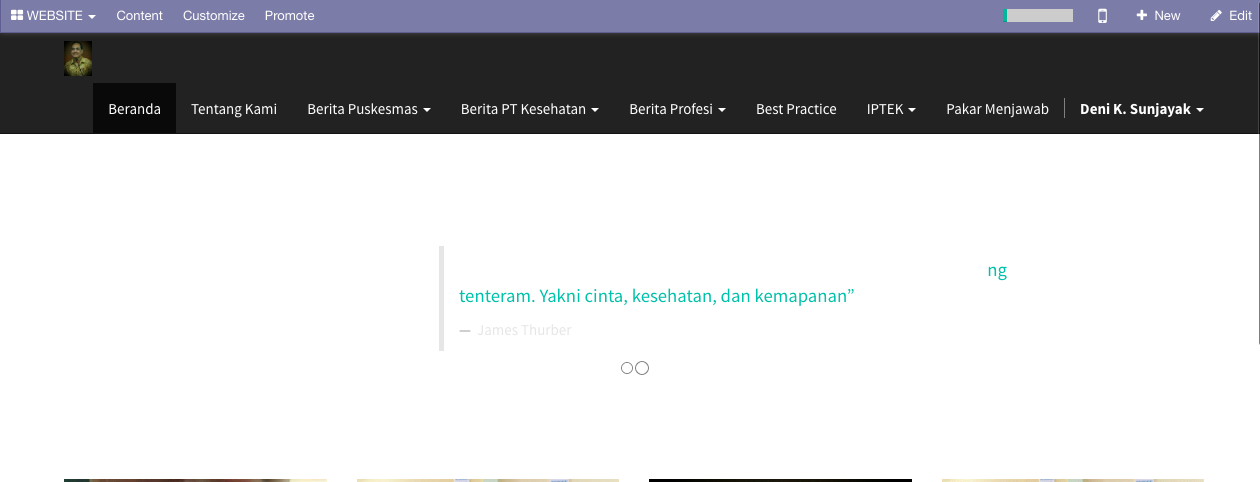 WEBSITE Content Customize Promote New Edit
Beranda Tentang Kami Berita Puskesmas Berita PT Kesehatan Berita Profesi Best Practice IPTEK Pakar Menjawab Deni K. Sunjayak
ng
tenteram. Yakni cinta, kesehatan, dan kemapanan”
— James Thurber